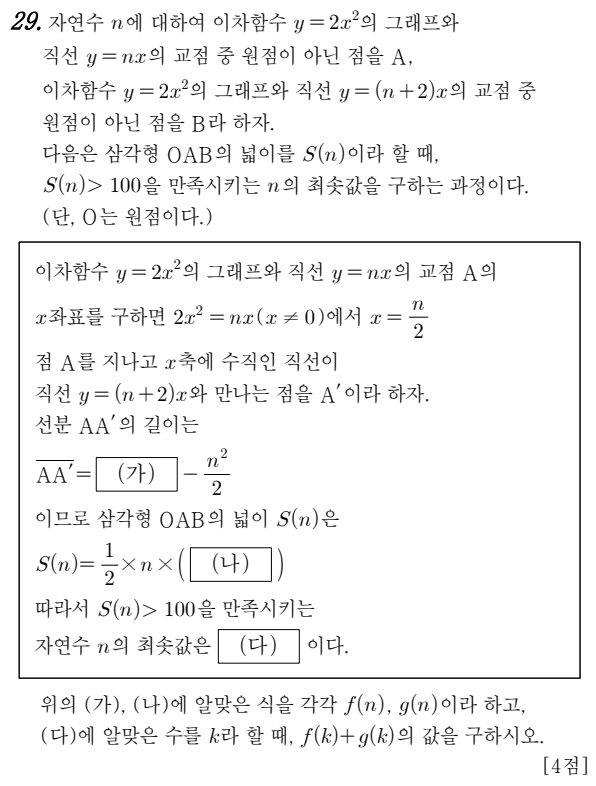 29. 자연수 n에 대하여 이차함수 y=2x²의 그래프와
직선 y=nx의 교점 중 원점이 아닌 점을 A,
이차함수 y=2x²의 그래프와 직선 y=(n+2)x의 교점 중
원점이 아닌 점을 B라 하자.
다음은 삼각형 OAB의 넓이를 S(n)이라 할 때,
S(n)> 100을 만족시키는 n의 최솟값을 구하는 과정이다.
(단, O는 원점이다.)
이차함수 y=2x²의 그래프와 직선 y=nx의 교점 A의
x좌표를 구하면 2x²=nx(x≠0)에서 x=n/2
점 A를 지나고 x축에 수직인 직선이
직선 y=(n+2)x와 만나는 점을 A′이라 하자.
선분 AA′의 길이는
A̅A̅′̅= (가) − n²/2
이므로 삼각형 OAB의 넓이 S(n)은
S(n)= 1/2 × n × ( (나) )
따라서 S(n)> 100을 만족시키는
자연수 n의 최솟값은 (다) 이다.
위의 (가), (나)에 알맞은 식을 각각 f(n), g(n)이라 하고,
(다)에 알맞은 수를 k라 할 때, f(k)+g(k)의 값을 구하시오.
[4점]